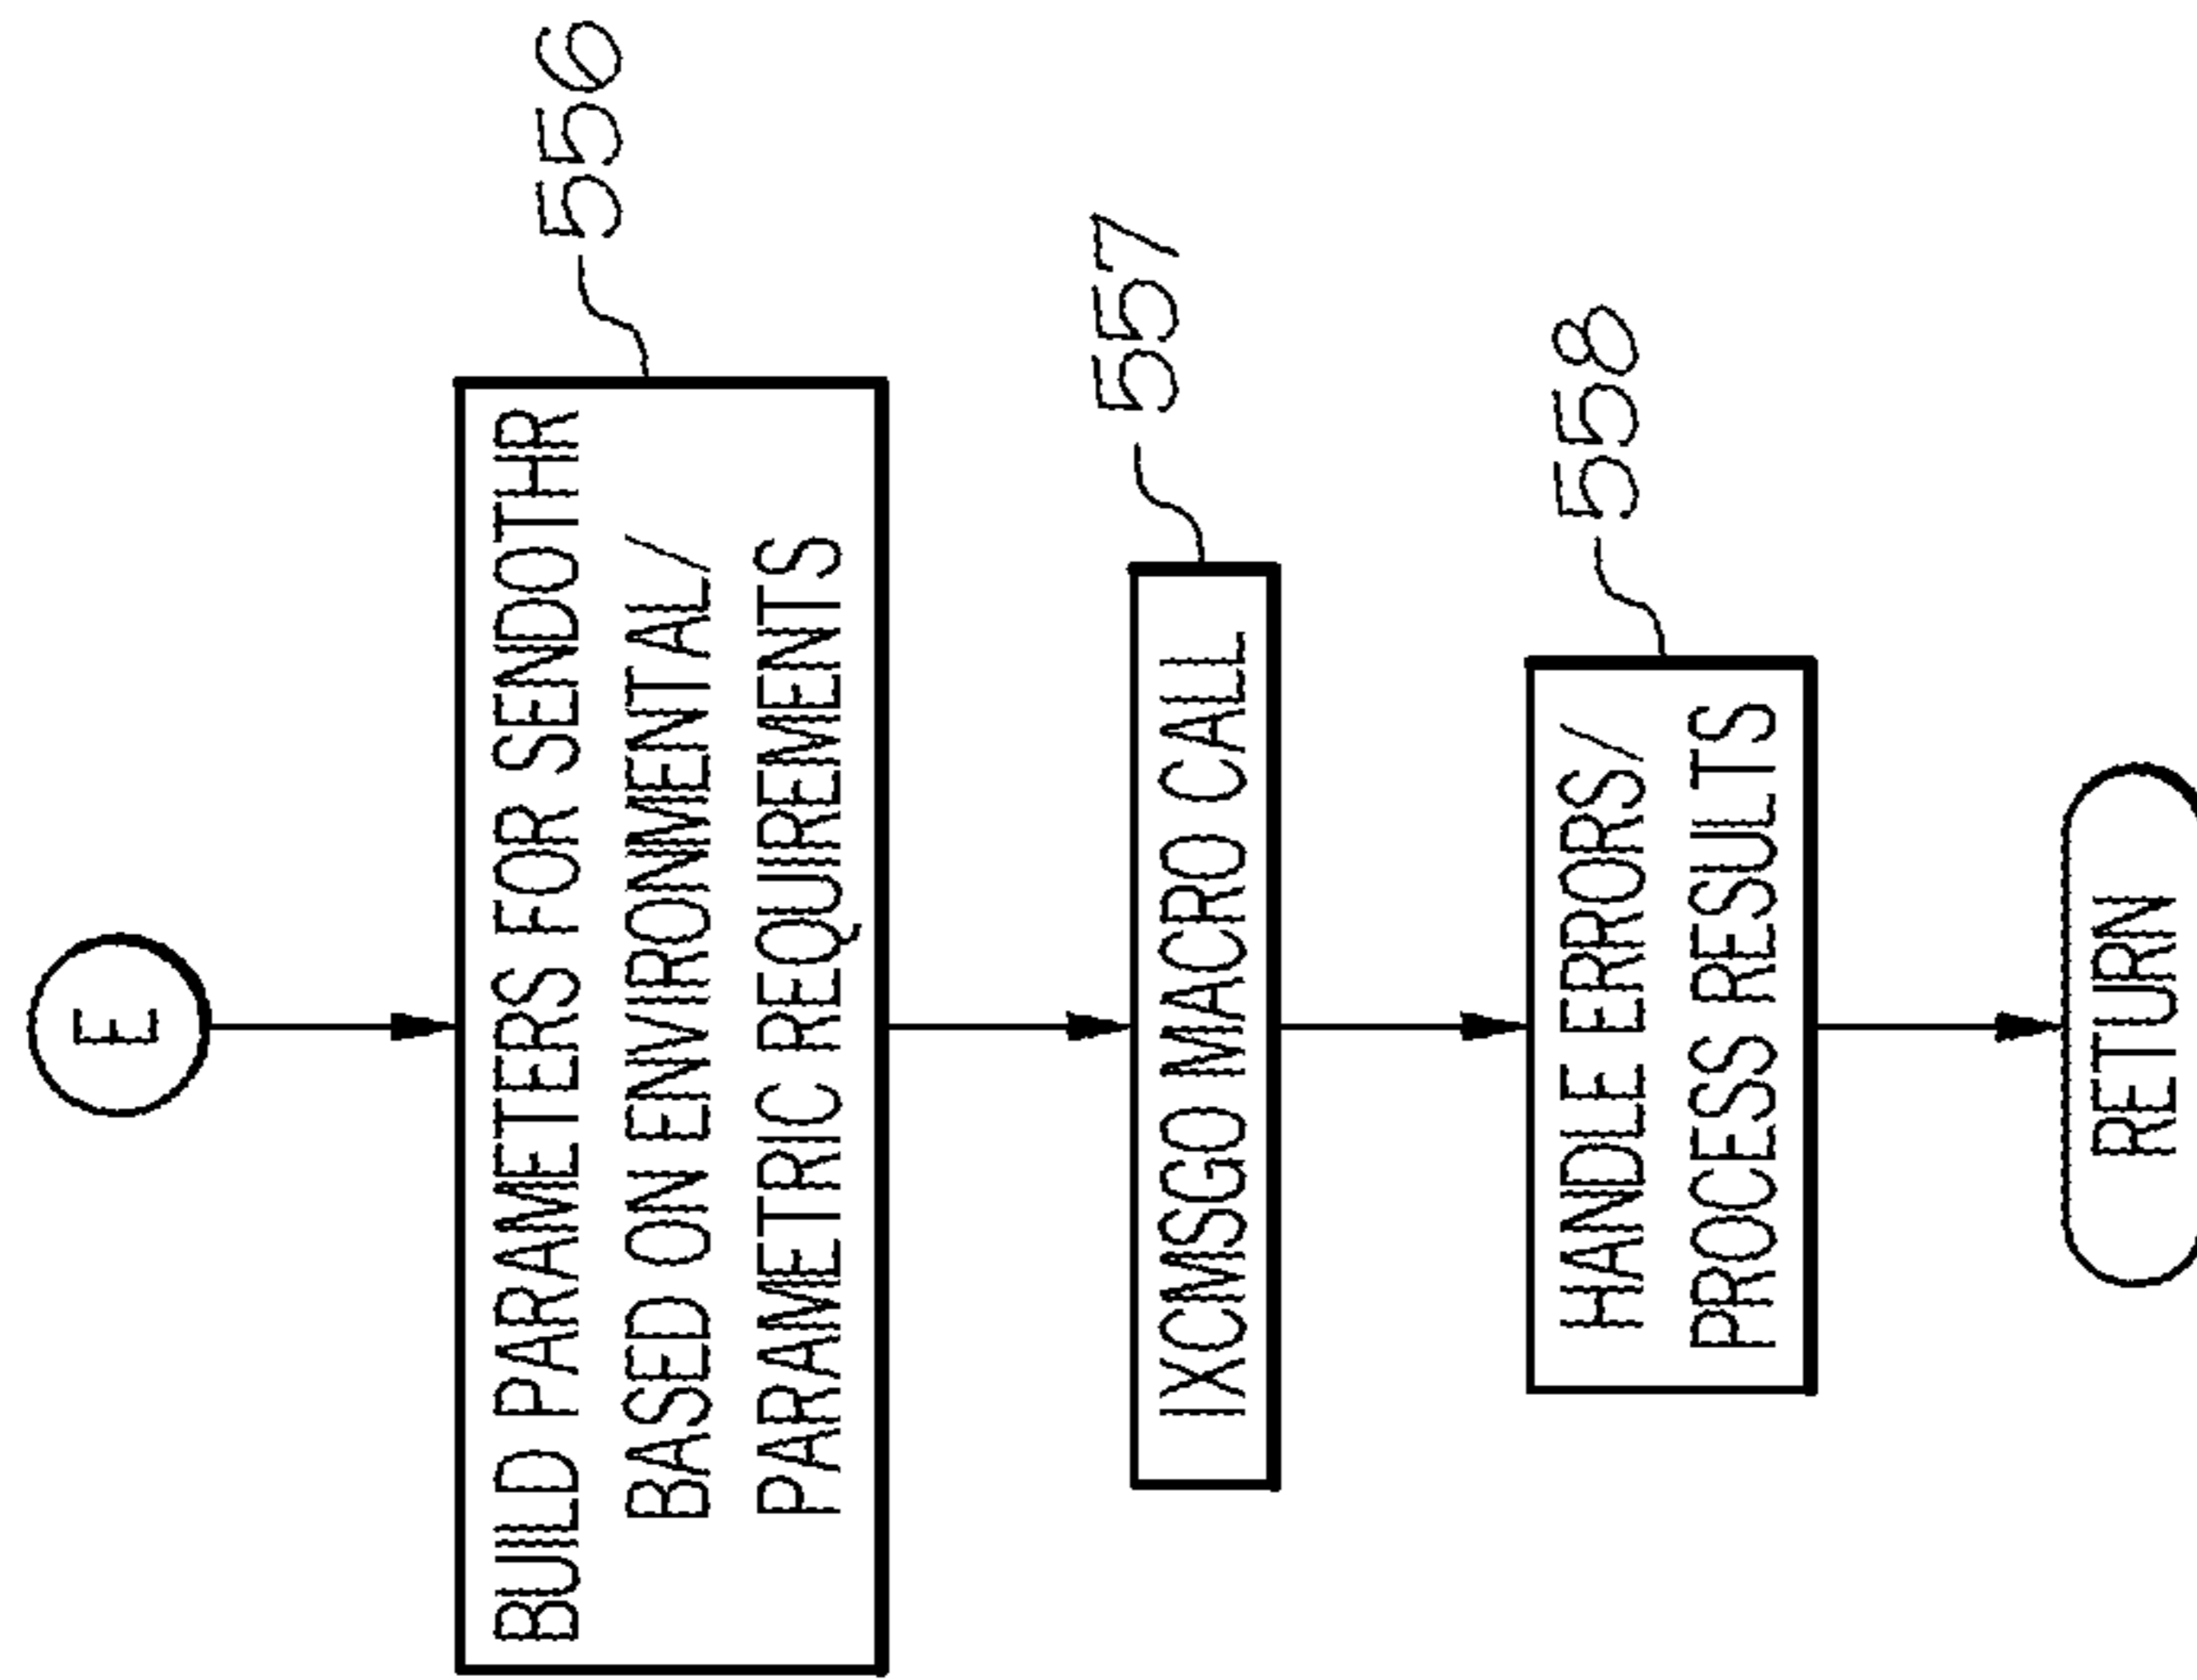 E
BUILD PARAMETERS FOR SENDOTHR
BASED ON ENVIRONMENTAL/
PARAMETRIC REQUIREMENTS
556
IXCMSGO MACRO CALL
557
HANDLE ERRORS/
PROCESS RESULTS
558
RETURN